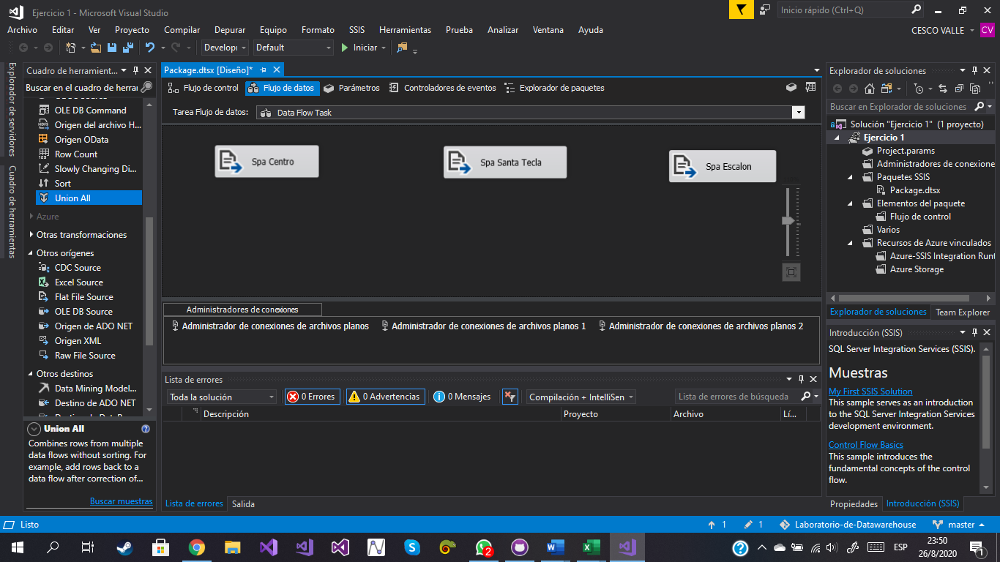 Ejercicio 1 - Microsoft Visual Studio
Inicio rápido (Ctrl+Q)
Archivo Editar Ver Proyecto Compilar Depurar Equipo Formato SSIS Herramientas Prueba Analizar Ventana Ayuda
CESCO VALLE CV
Develop Default Iniciar
Explorador de servidores
Cuadro de herramientas
Cuadro de herramient...
Buscar en el cuadro de herrar
OLE DB Command
Origen del archivo H...
Origen OData
Row Count
Slowly Changing Di...
Sort
Union All
Azure
Otras transformaciones
Otros orígenes
CDC Source
Excel Source
Flat File Source
OLE DB Source
Origen de ADO NET
Origen XML
Raw File Source
Otros destinos
Data Mining Model...
Destino de ADO NET
Union All
Combines rows from multiple
data flows without sorting. For
example, add rows back to a
data flow after correction of...
Buscar muestras
Package.dtsx [Diseño]*
Flujo de control Flujo de datos Parámetros Controladores de eventos Explorador de paquetes
Tarea Flujo de datos: Data Flow Task
Spa Centro
Spa Santa Tecla
Spa Escalon
Administradores de conexiones
Administrador de conexiones de archivos planos
Administrador de conexiones de archivos planos 1
Administrador de conexiones de archivos planos 2
Lista de errores
Toda la solución 0 Errores 0 Advertencias 0 Mensajes Compilación + IntelliSen Lista de errores de búsqueda
Descripción Proyecto Archivo Lí...
Lista de errores Salida
Explorador de soluciones
Buscar en Explorador de soluciones
Solución "Ejercicio 1" (1 proyecto)
Ejercicio 1
Project.params
Administradores de conexione
Paquetes SSIS
Package.dtsx
Elementos del paquete
Flujo de control
Varios
Recursos de Azure vinculados
Azure-SSIS Integration Runt
Azure Storage
Explorador de soluciones Team Explorer
Introducción (SSIS)
SQL Server Integration Services (SSIS).
Muestras
My First SSIS Solution
This sample serves as an introduction
to the SQL Server Integration Services
development environment.
Control Flow Basics
This sample introduces the
fundamental concepts of the control
flow.
Propiedades Introducción (SSIS)
Listo 1 1 Laboratorio-de-Datawarehouse master
2
ESP
23:50
26/8/2020
1